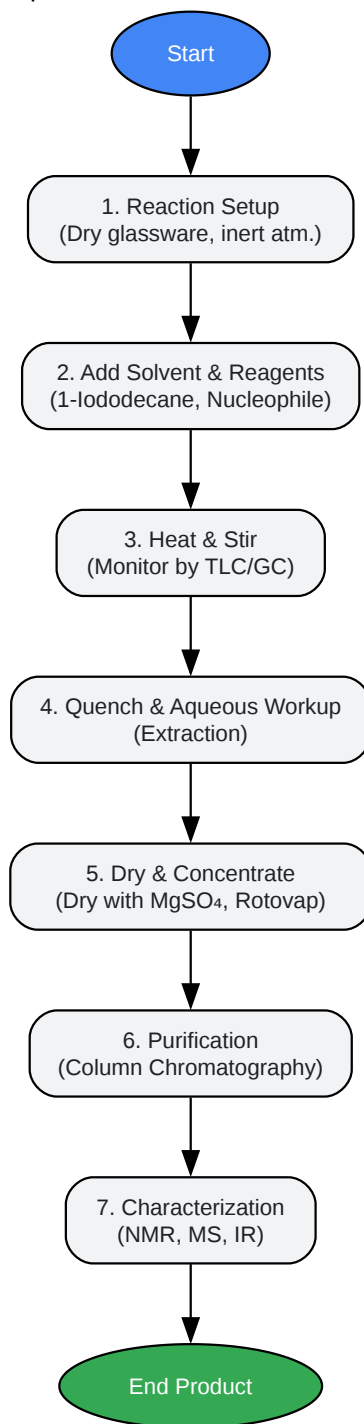 Start
1. Reaction Setup
(Dry glassware, inert atm.)
2. Add Solvent & Reagents
(1-Iododecane, Nucleophile)
3. Heat & Stir
(Monitor by TLC/GC)
4. Quench & Aqueous Workup
(Extraction)
5. Dry & Concentrate
(Dry with MgSO₄, Rotovap)
6. Purification
(Column Chromatography)
7. Characterization
(NMR, MS, IR)
End Product